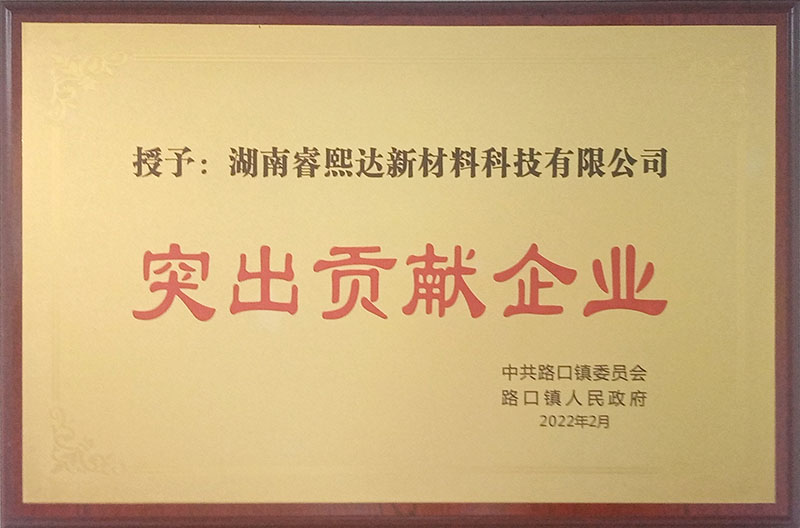 授予：湖南睿熙达新材料科技有限公司
突出贡献企业
中共路口镇委员会
路口镇人民政府
2022年2月